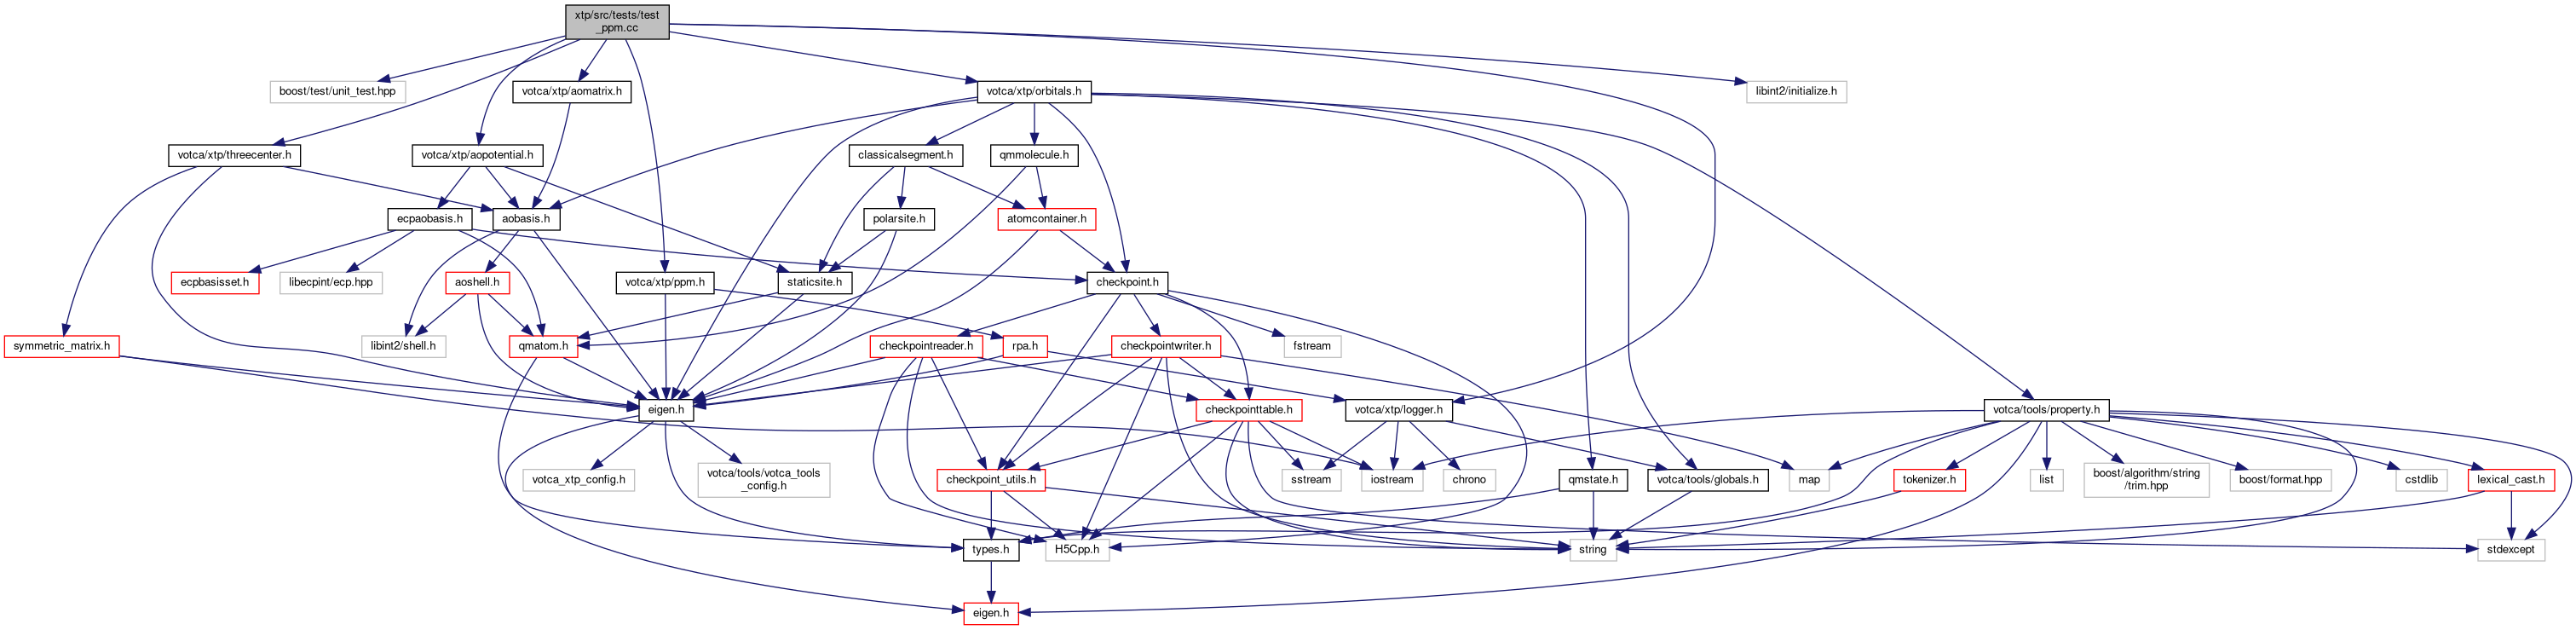 xtp/src/tests/test
_ppm.cc
boost/test/unit_test.hpp
votca/xtp/aomatrix.h
votca/xtp/orbitals.h
libint2/initialize.h
votca/xtp/threecenter.h
votca/xtp/aopotential.h
classicalsegment.h
qmmolecule.h
ecpaobasis.h
aobasis.h
polarsite.h
atomcontainer.h
ecpbasisset.h
libecpint/ecp.hpp
aoshell.h
votca/xtp/ppm.h
staticsite.h
checkpoint.h
symmetric_matrix.h
libint2/shell.h
qmatom.h
checkpointreader.h
rpa.h
checkpointwriter.h
fstream
eigen.h
checkpointtable.h
votca/xtp/logger.h
votca/tools/property.h
votca_xtp_config.h
votca/tools/votca_tools
_config.h
checkpoint_utils.h
sstream
iostream
chrono
qmstate.h
votca/tools/globals.h
map
tokenizer.h
list
boost/algorithm/string
/trim.hpp
boost/format.hpp
cstdlib
lexical_cast.h
types.h
H5Cpp.h
string
stdexcept
eigen.h